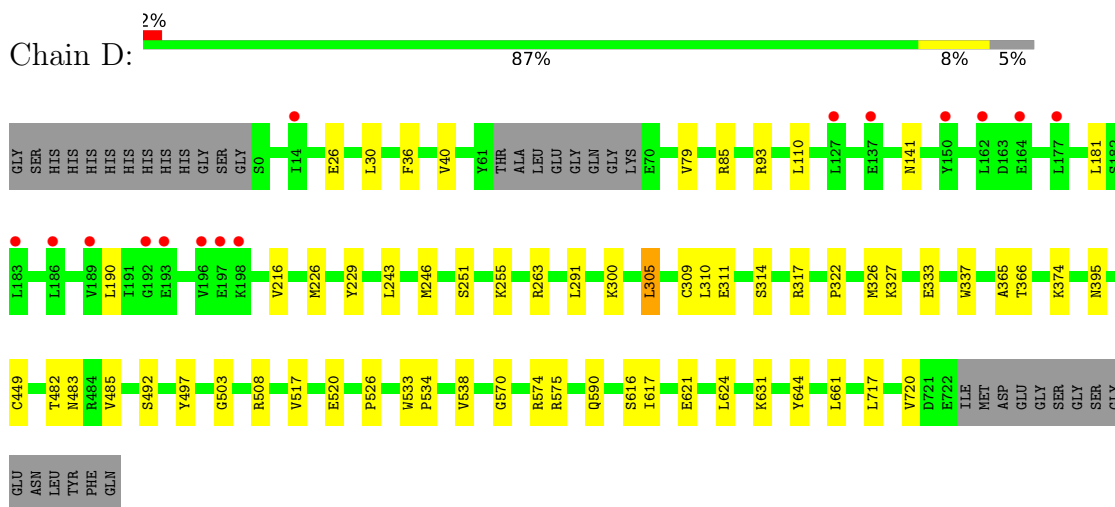 2%
Chain D:
87% 8% 5%
GLY SER HIS HIS HIS HIS HIS HIS HIS HIS HIS HIS GLY SER GLY S0 I14 E26 L30 F36 V40 Y61 THR ALA LEU GLU GLY GLN GLY LYS E70 V79 R85 R93 L110 L127 E137 N141 Y150 L162 D163 E164 L177 L181 S182
L183 L186 V189 L190 I191 G192 E193 V196 E197 K198 V216 M226 Y229 L243 M246 S251 K255 R263 L291 K300 L305 C309 L310 E311 S314 R317 P322 M326 K327 E333 W337 A365 T366 K374 N395
C449 T482 N483 R484 V485 S492 Y497 G503 R508 V517 E520 P526 W533 P534 V538 G570 R574 R575 Q590 S616 I617 E621 L624 K631 Y644 L661 L717 V720 D721 E722 ILE MET ASP GLU GLY SER GLY SER GLY
GLU ASN LEU TYR PHE GLN